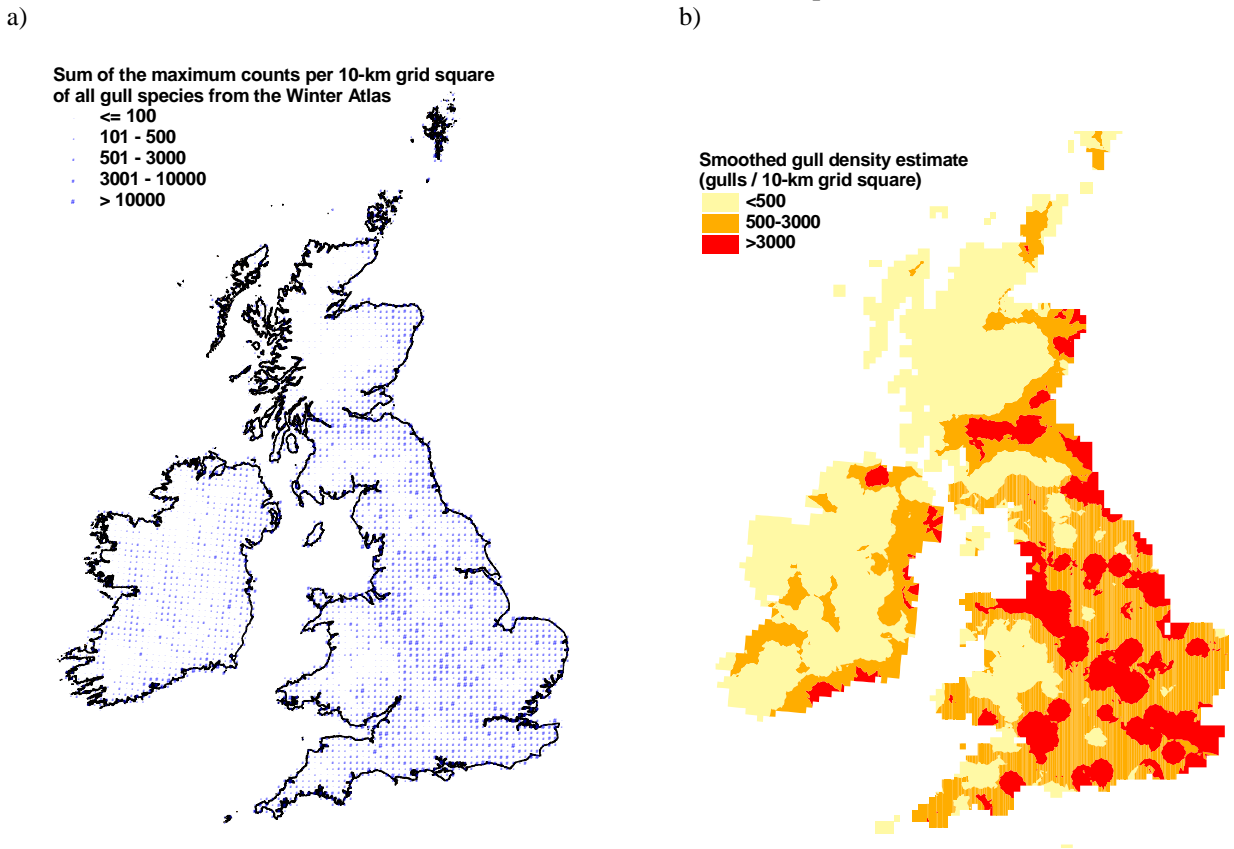 a)
Sum of the maximum counts per 10-km grid square
of all gull species from the Winter Atlas
<= 100
101 - 500
501 - 3000
3001 - 10000
> 10000
b)
Smoothed gull density estimate
(gulls / 10-km grid square)
<500
500-3000
>3000